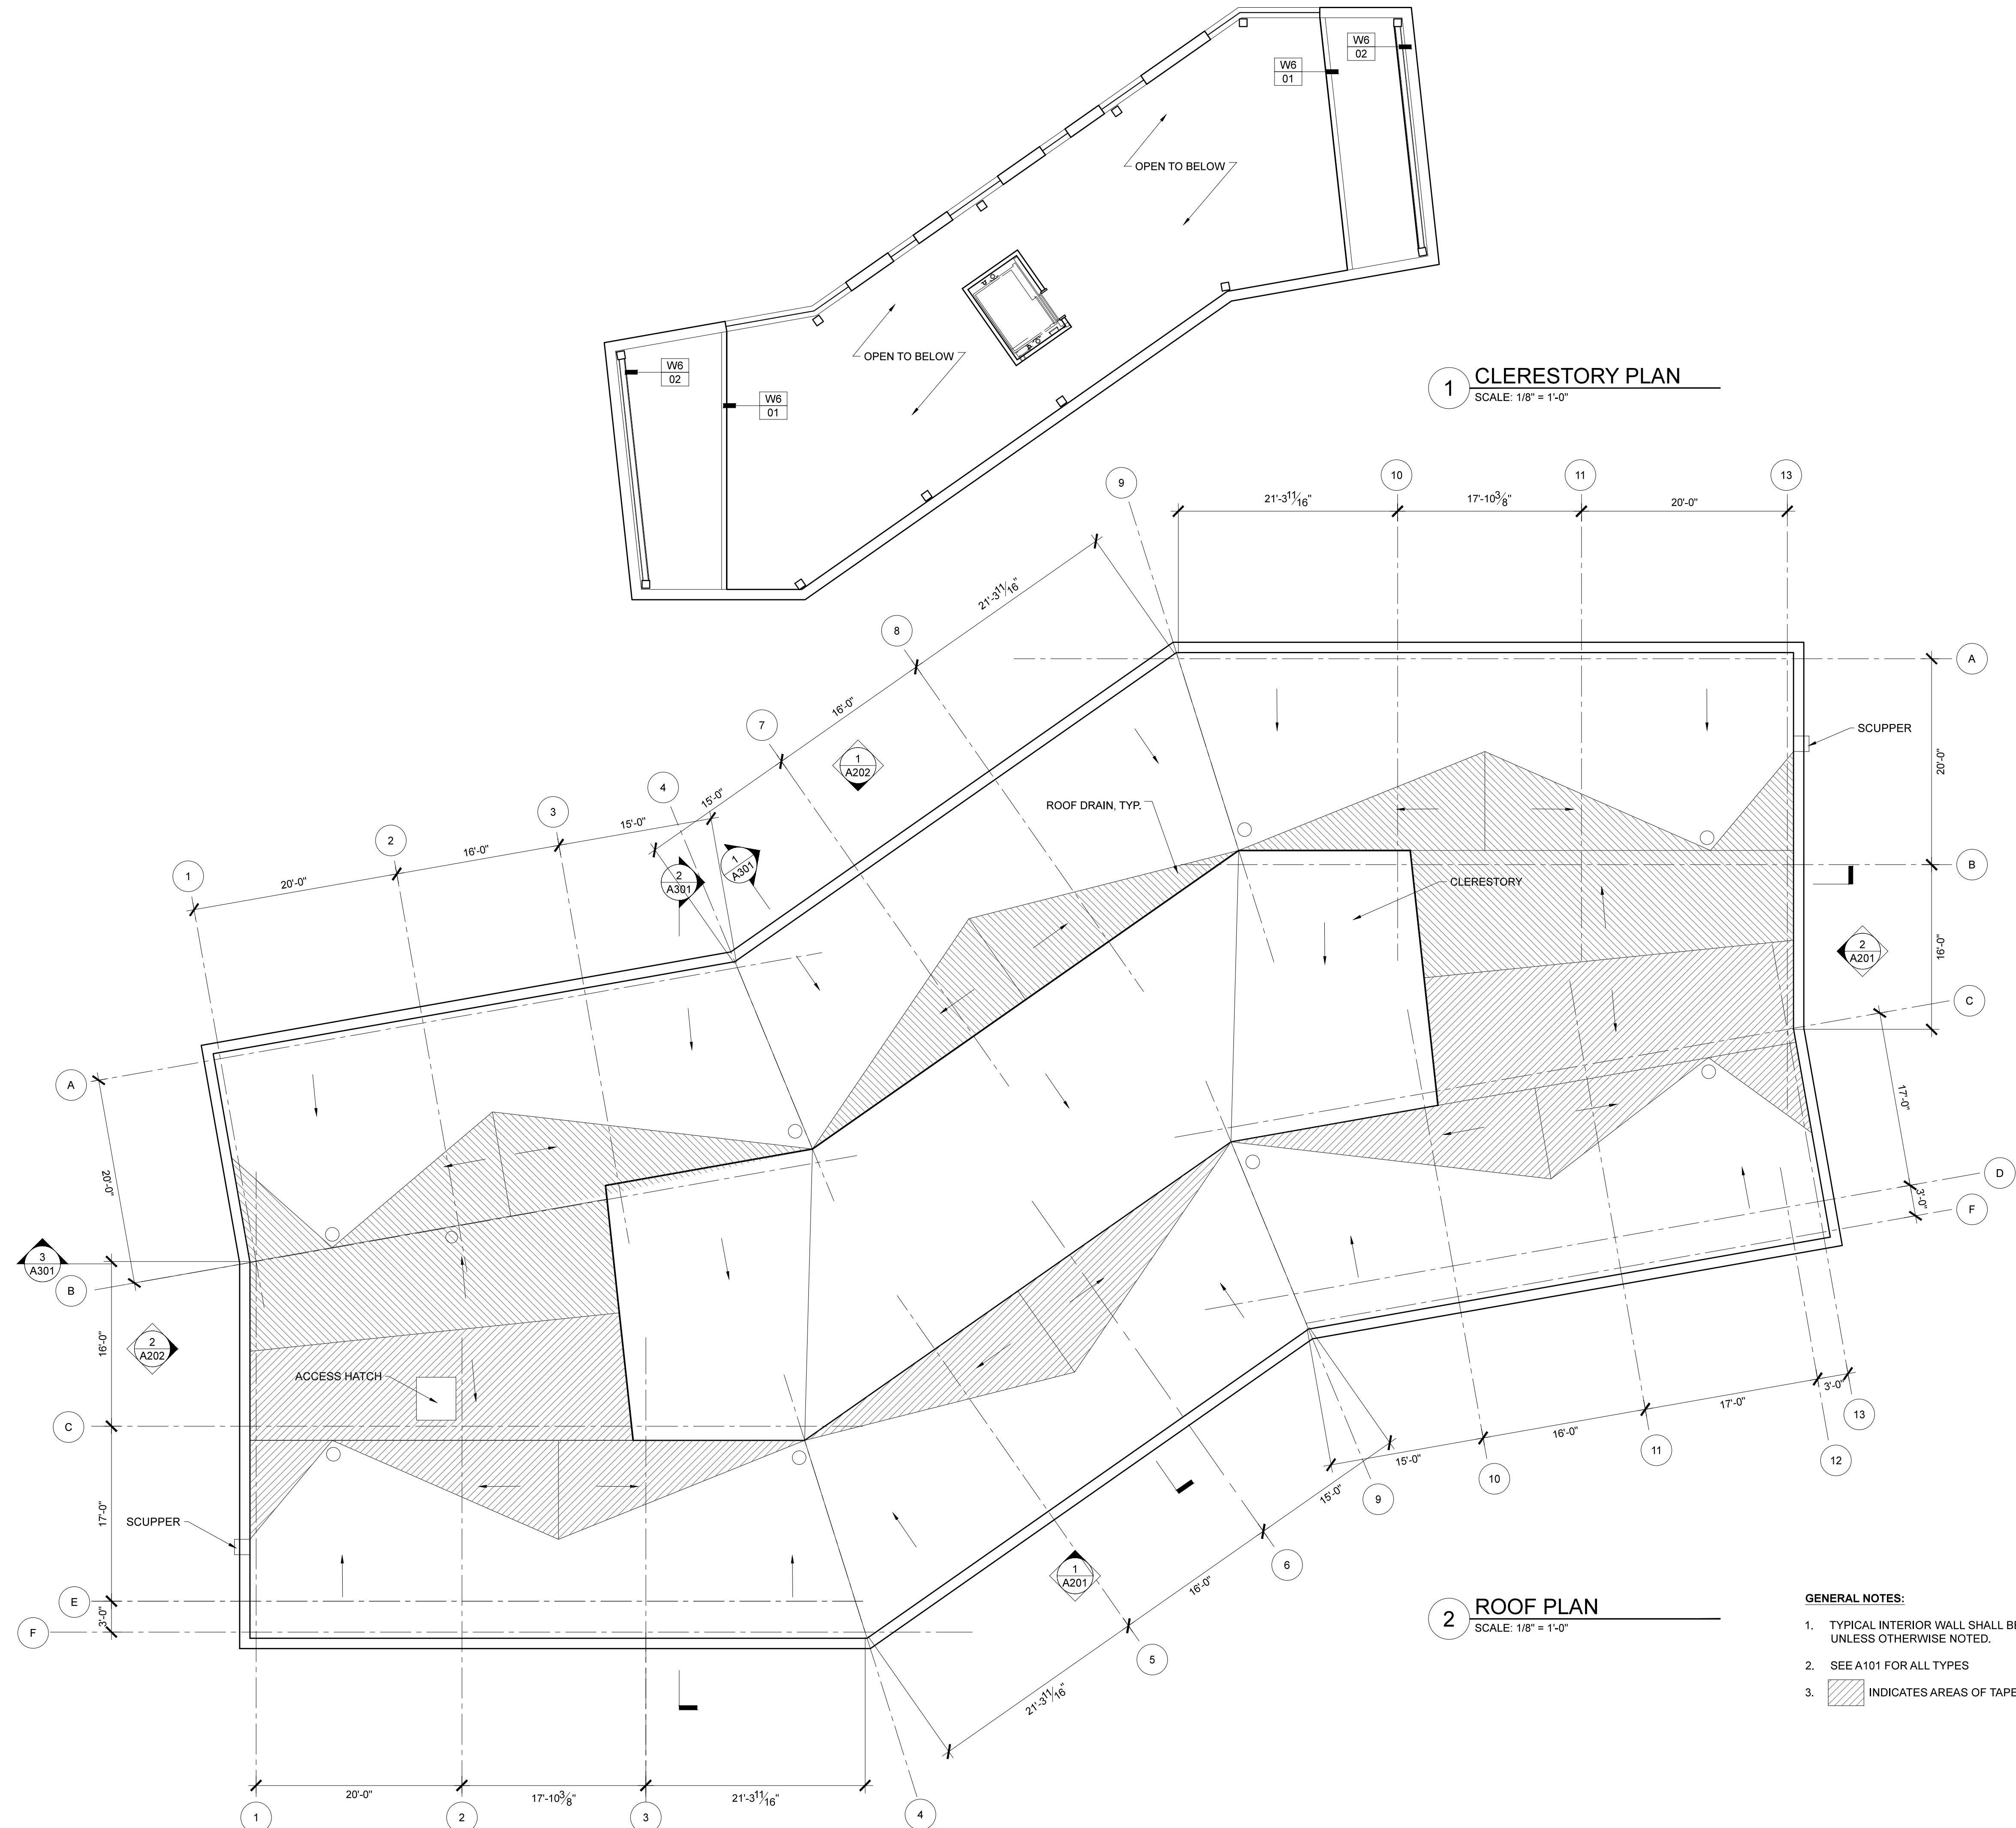 W6
02
W6
01
OPEN TO BELOW
OPEN TO BELOW
W6
02
W6
01
1
CLERESTORY PLAN
SCALE: 1/8" = 1'-0"
9
10
11
13
21'-3 11/16"
17'-10 3/8"
20'-0"
21'-3 11/16"
8
16'-0"
7
15'-0"
4
3
2
1
15'-0"
16'-0"
20'-0"
1
A202
1
A301
2
A301
A
20'-0"
B
16'-0"
C
17'-0"
D
3'-0"
F
SCUPPER
ROOF DRAIN, TYP.
CLERESTORY
2
A201
A
20'-0"
3
A301
B
16'-0"
2
A202
ACCESS HATCH
C
17'-0"
SCUPPER
E
3'-0"
F
3'-0"
13
17'-0"
12
16'-0"
11
15'-0"
10
9
15'-0"
6
16'-0"
1
A201
5
21'-3 11/16"
20'-0"
17'-10 3/8"
21'-3 11/16"
1
2
3
4
2
ROOF PLAN
SCALE: 1/8" = 1'-0"
GENERAL NOTES:
1. TYPICAL INTERIOR WALL SHALL
UNLESS OTHERWISE NOTED.
2. SEE A101 FOR ALL TYPES
3. INDICATES AREAS OF